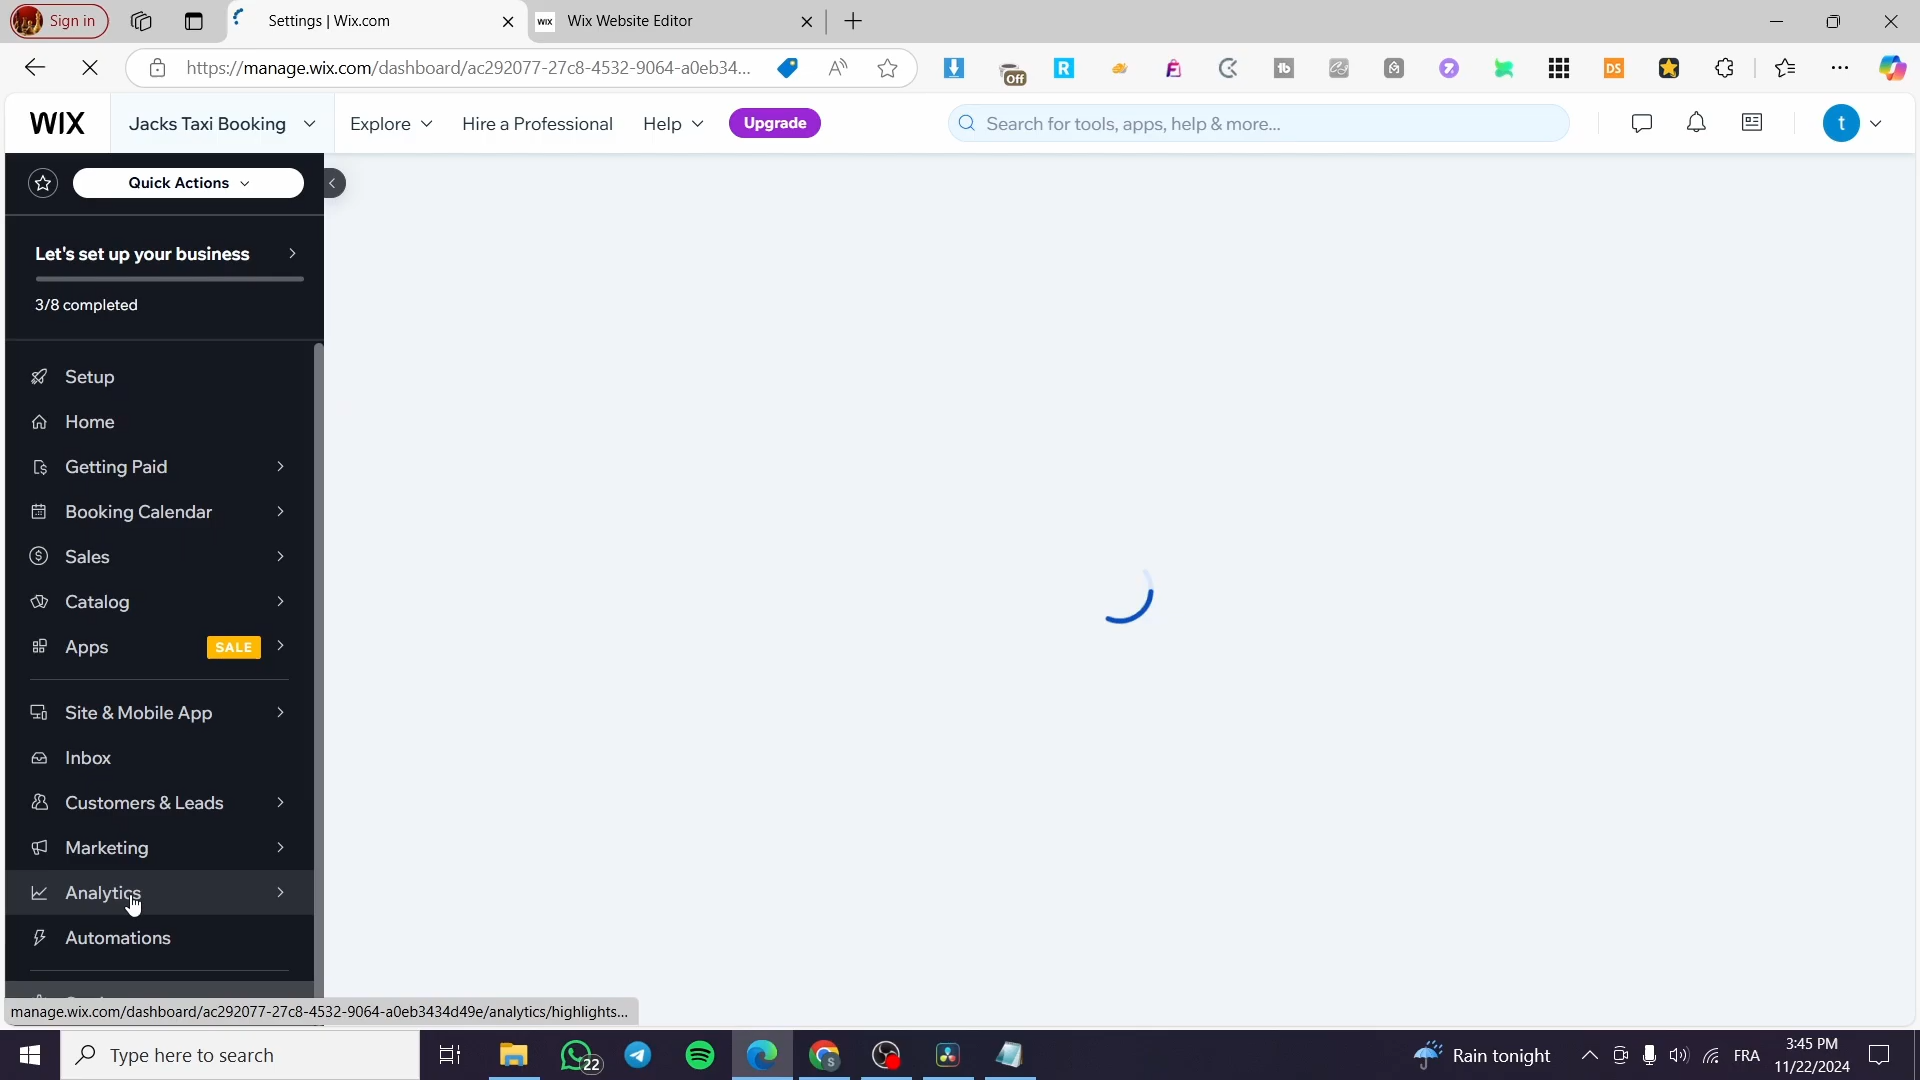 Sign in
Settings | Wix.com
WIX
Wix Website Editor
https://manage.wix.com/dashboard/ac292077-27c8-4532-9064-a0eb34...
Off
R
tb
DS
WIX
Jacks Taxi Booking
Explore
Hire a Professional
Help
Upgrade
Search for tools, apps, help & more...
t
Quick Actions
Let's set up your business
3/8 completed
Setup
Home
Getting Paid
Booking Calendar
Sales
Catalog
Apps
SALE
Site & Mobile App
Inbox
Customers & Leads
Marketing
Analytics
Automations
manage.wix.com/dashboard/ac292077-27c8-4532-9064-a0eb3434d49e/analytics/highlights...
Type here to search
22
S
Rain tonight
FRA
3:45 PM
11/22/2024